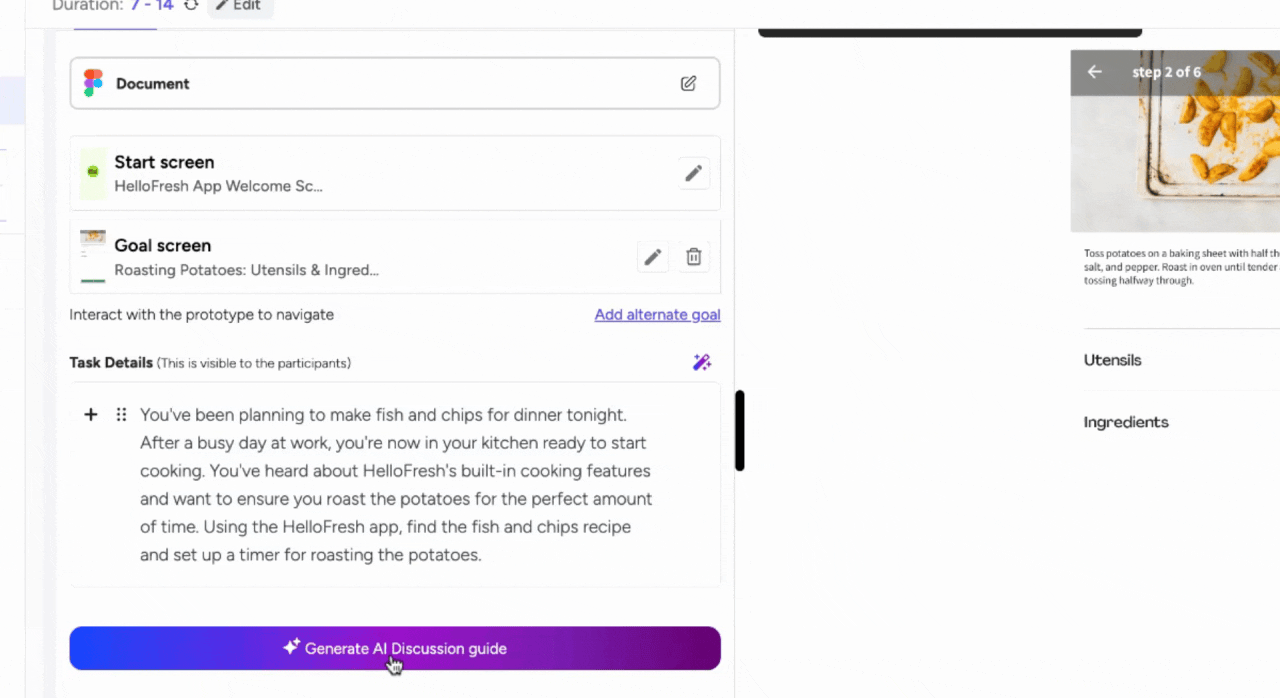 Duration: 7 - 14 Edit
Document
Start screen
HelloFresh App Welcome Sc...
Goal screen
Roasting Potatoes: Utensils & Ingred...
Interact with the prototype to navigate
Add alternate goal
Task Details (This is visible to the participants)
You've been planning to make fish and chips for dinner tonight.
After a busy day at work, you're now in your kitchen ready to start
cooking. You've heard about HelloFresh's built-in cooking features
and want to ensure you roast the potatoes for the perfect amount
of time. Using the HelloFresh app, find the fish and chips recipe
and set up a timer for roasting the potatoes.
Generate AI Discussion guide
step 2 of 6
Toss potatoes on a baking sheet with half the
salt, and pepper. Roast in oven until tender
tossing halfway through.
Utensils
Ingredients